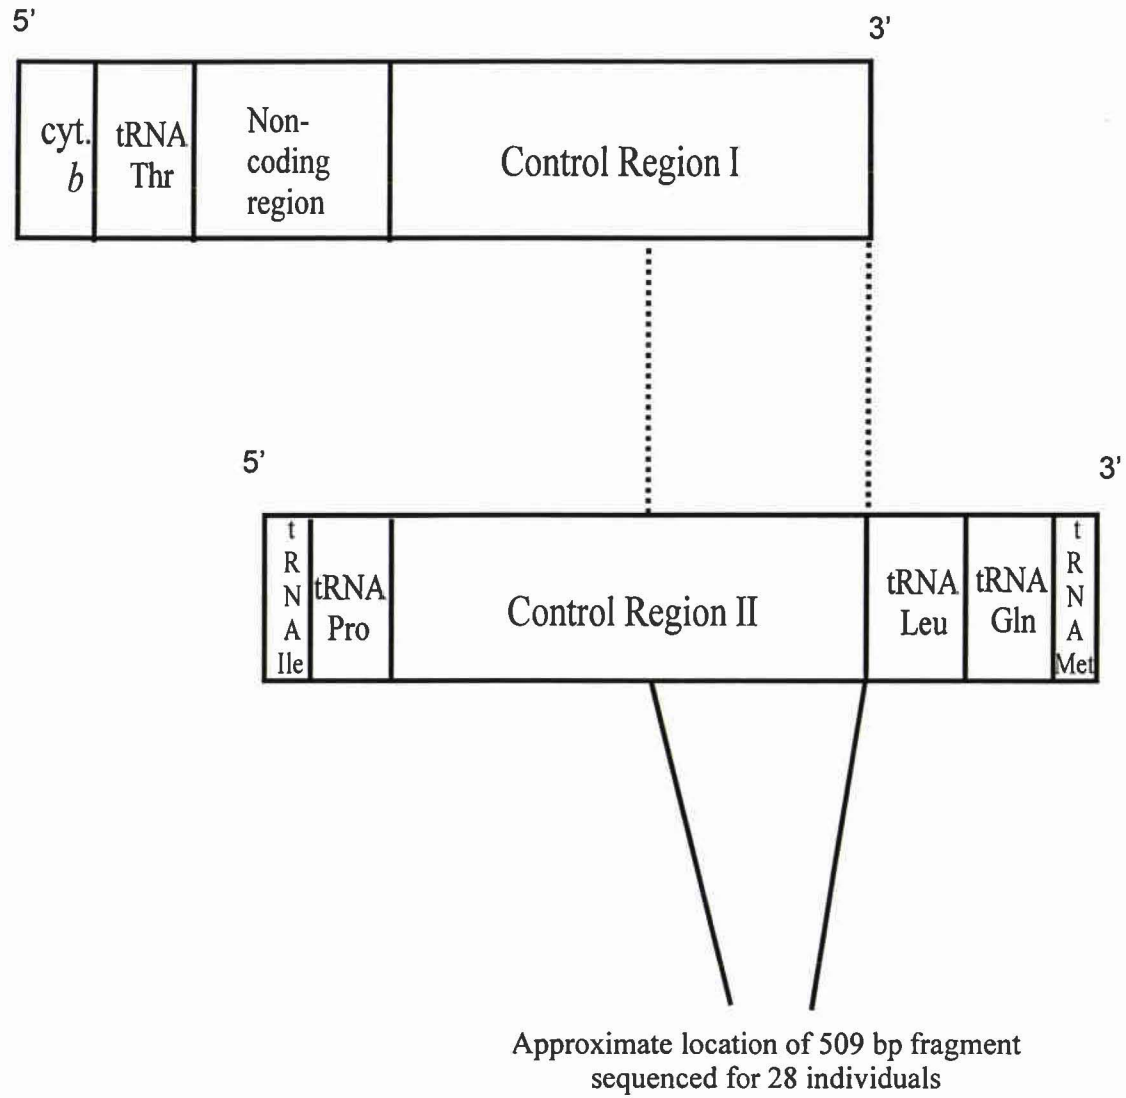 5'
3'
cyt.
b
tRNA
Thr
Non-
coding
region
Control Region I
5'
3'
t
R
N
A
Ile
tRNA
Pro
Control Region II
tRNA
Leu
tRNA
Gln
t
R
N
A
Met
Approximate location of 509 bp fragment
sequenced for 28 individuals